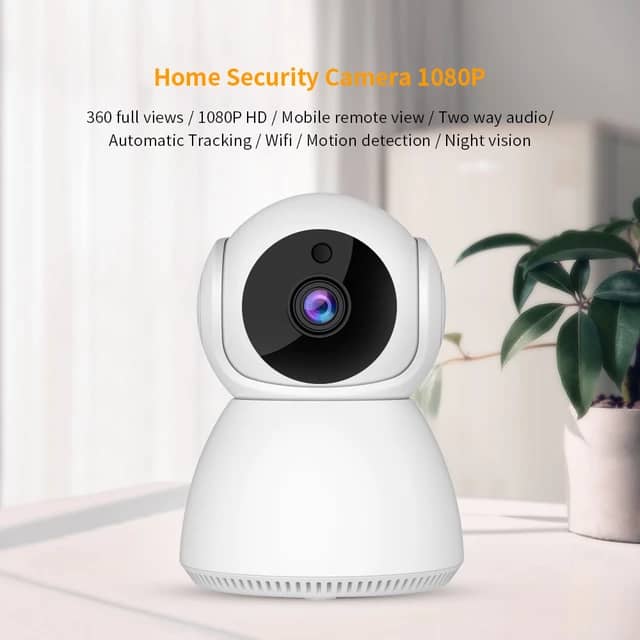 Home Security Camera 1080P
360 full views / 1080P HD / Mobile remote view / Two way audio/
Automatic Tracking / Wifi / Motion detection / Night vision